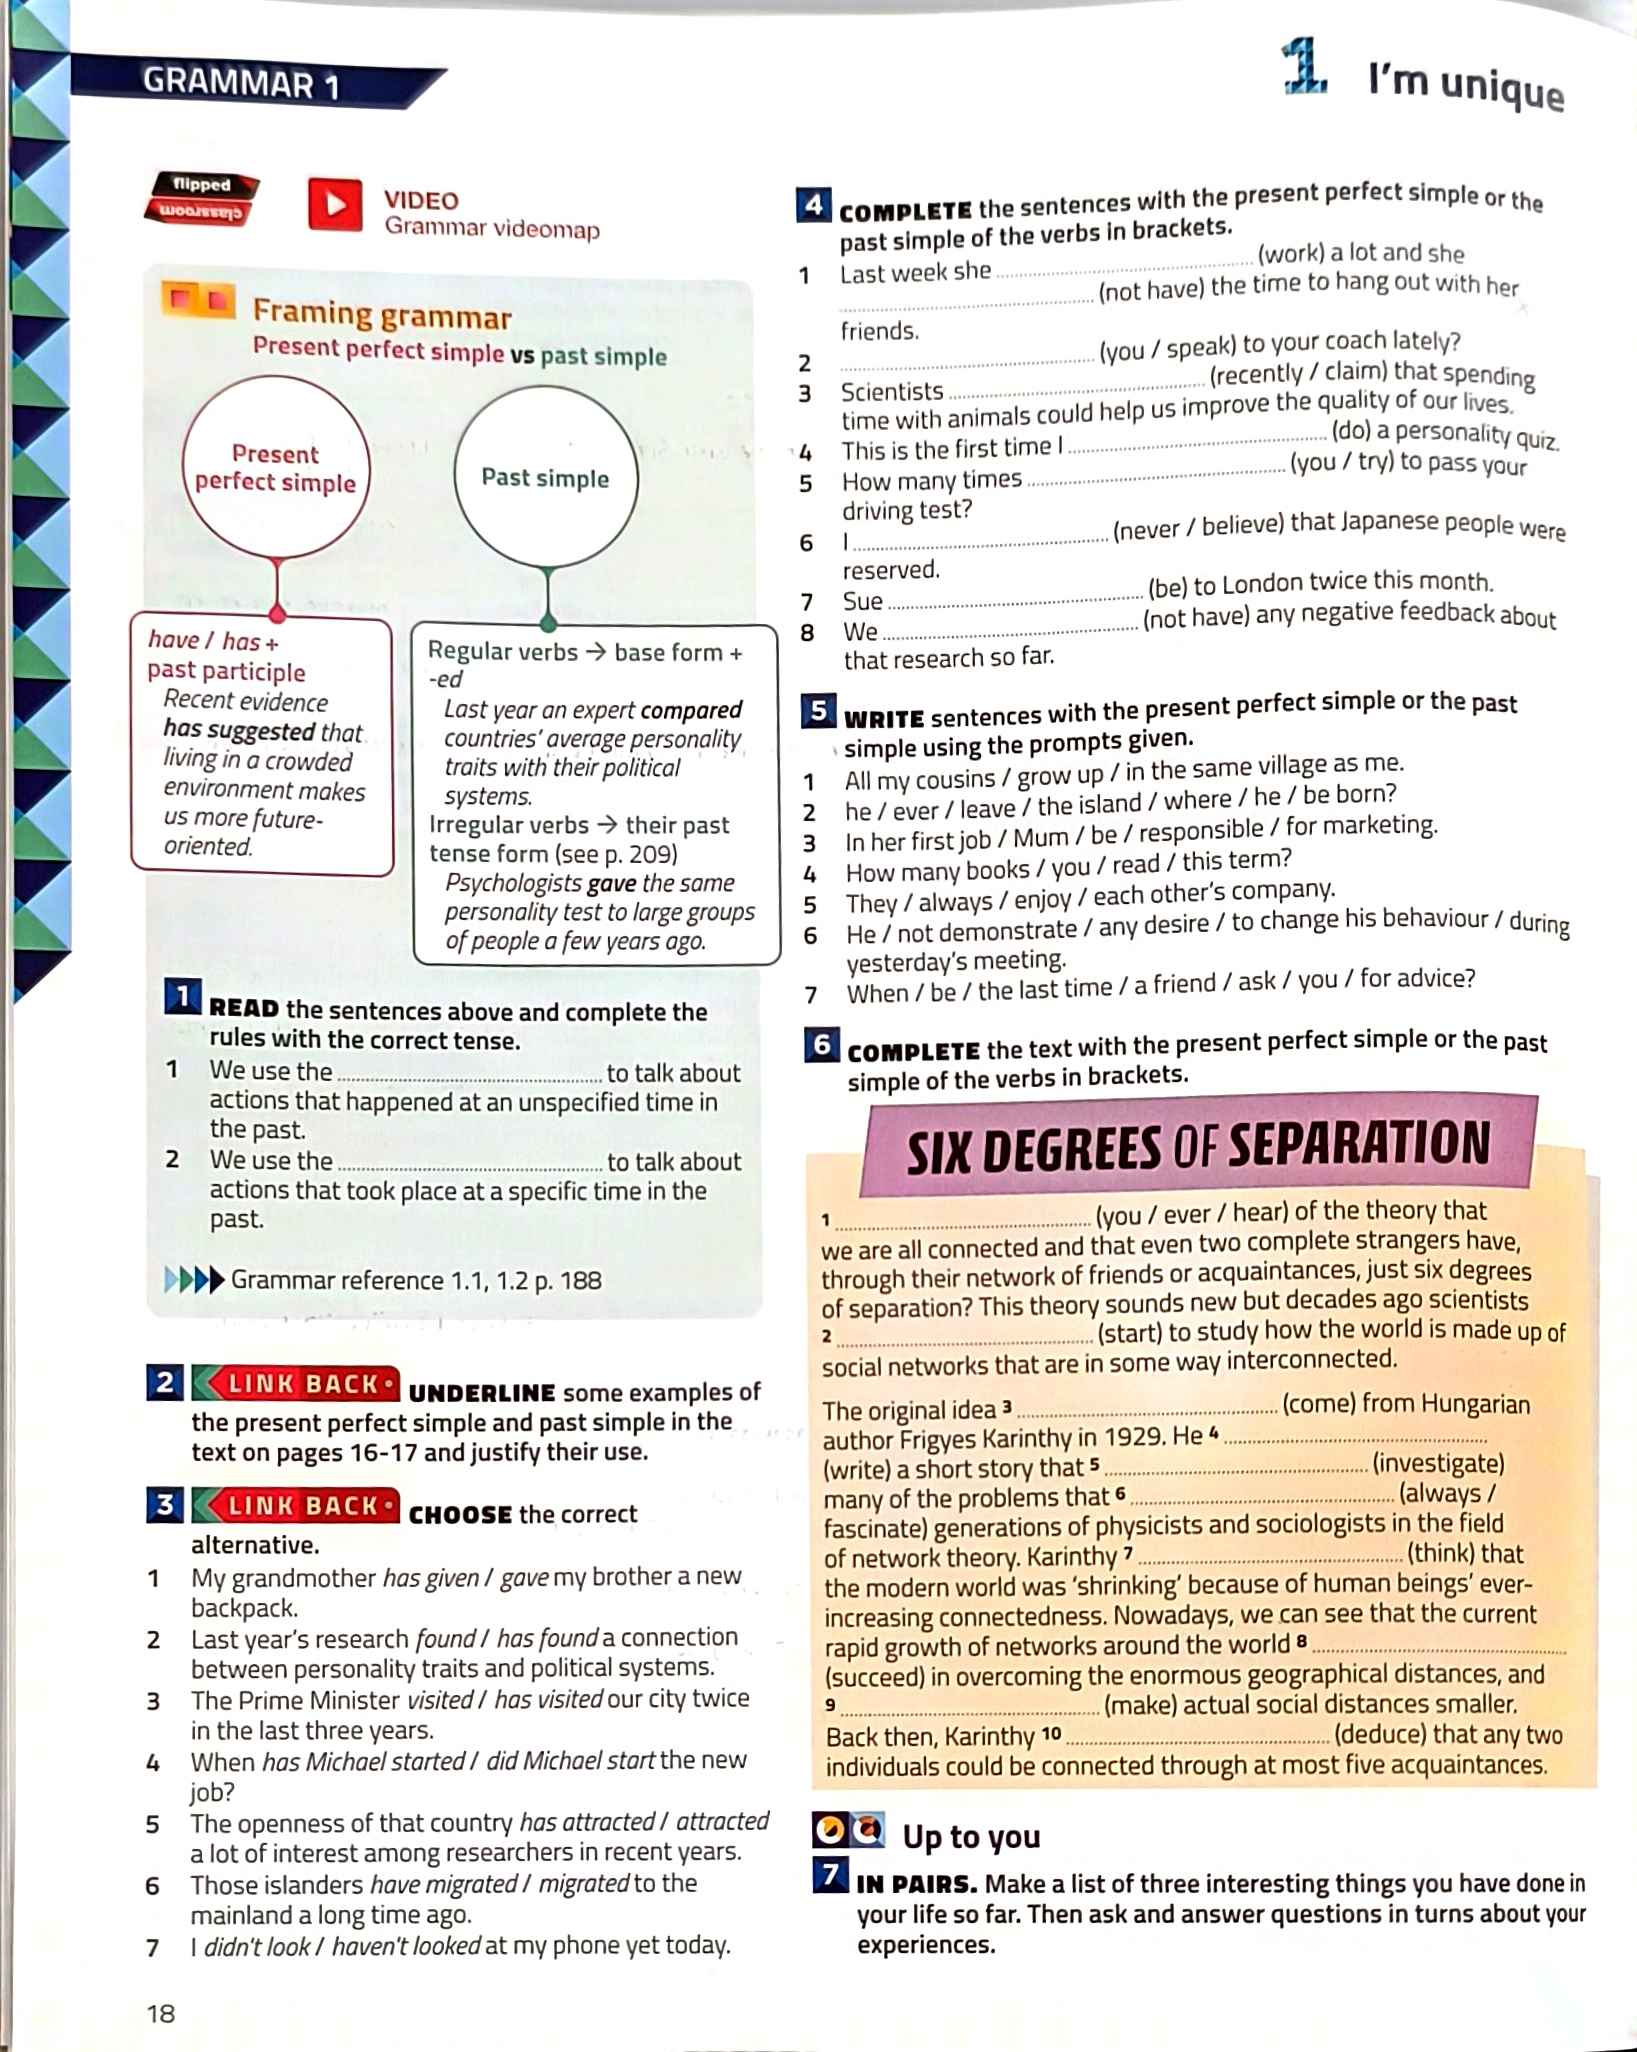 GRAMMAR 1
1 I'm unique
flipped
classroom
VIDEO
Grammar videomap
Framing grammar
Present perfect simple vs past simple
Present
perfect simple
Past simple
have / has +
past participle
Recent evidence
has suggested that
living in a crowded
environment makes
us more future-
oriented.
Regular verbs → base form +
-ed
Last year an expert compared
countries' average personality
traits with their political
systems.
Irregular verbs → their past
tense form (see p. 209)
Psychologists gave the same
personality test to large groups
of people a few years ago.
1 READ the sentences above and complete the
rules with the correct tense.
1 We use the ........................ to talk about
actions that happened at an unspecified time in
the past.
2 We use the ........................ to talk about
actions that took place at a specific time in the
past.
Grammar reference 1.1, 1.2 p. 188
2 LINK BACK UNDERLINE some examples of
the present perfect simple and past simple in the
text on pages 16-17 and justify their use.
3 LINK BACK CHOOSE the correct
alternative.
1 My grandmother has given / gave my brother a new
backpack.
2 Last year's research found / has found a connection
between personality traits and political systems.
3 The Prime Minister visited / has visited our city twice
in the last three years.
4 When has Michael started / did Michael start the new
job?
5 The openness of that country has attracted / attracted
a lot of interest among researchers in recent years.
6 Those islanders have migrated / migrated to the
mainland a long time ago.
7 I didn't look / haven't looked at my phone yet today.
18
4 COMPLETE the sentences with the present perfect simple or the
past simple of the verbs in brackets.
1 Last week she ........................ (work) a lot and she
........................ (not have) the time to hang out with her
friends.
2 ........................ (you / speak) to your coach lately?
3 Scientists ........................ (recently / claim) that spending
time with animals could help us improve the quality of our lives.
4 This is the first time I ........................ (do) a personality quiz.
5 How many times ........................ (you / try) to pass your
driving test?
6 I ........................ (never / believe) that Japanese people were
reserved.
7 Sue ........................ (be) to London twice this month.
8 We ........................ (not have) any negative feedback about
that research so far.
5 WRITE sentences with the present perfect simple or the past
simple using the prompts given.
1 All my cousins / grow up / in the same village as me.
2 he / ever / leave / the island / where / he / be born?
3 In her first job / Mum / be / responsible / for marketing.
4 How many books / you / read / this term?
5 They / always / enjoy / each other's company.
6 He / not demonstrate / any desire / to change his behaviour / during
yesterday's meeting.
7 When / be / the last time / a friend / ask / you / for advice?
6 COMPLETE the text with the present perfect simple or the past
simple of the verbs in brackets.
SIX DEGREES OF SEPARATION
1 ........................ (you / ever / hear) of the theory that
we are all connected and that even two complete strangers have,
through their network of friends or acquaintances, just six degrees
of separation? This theory sounds new but decades ago scientists
2 ........................ (start) to study how the world is made up of
social networks that are in some way interconnected.
The original idea 3 ........................ (come) from Hungarian
author Frigyes Karinthy in 1929. He 4 ........................
(write) a short story that 5 ........................ (investigate)
many of the problems that 6 ........................ (always /
fascinate) generations of physicists and sociologists in the field
of network theory. Karinthy 7 ........................ (think) that
the modern world was 'shrinking' because of human beings' ever-
increasing connectedness. Nowadays, we can see that the current
rapid growth of networks around the world 8 ........................
(succeed) in overcoming the enormous geographical distances, and
9 ........................ (make) actual social distances smaller.
Back then, Karinthy 10 ........................ (deduce) that any two
individuals could be connected through at most five acquaintances.
Up to you
7 IN PAIRS. Make a list of three interesting things you have done in
your life so far. Then ask and answer questions in turns about your
experiences.